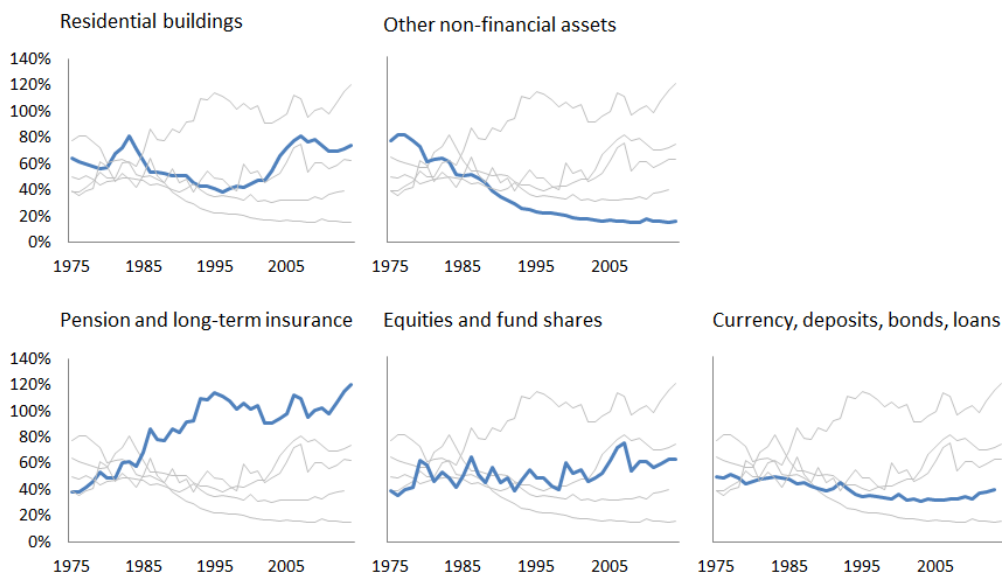 Residential buildings
Other non-financial assets
140%
120%
100%
80%
60%
40%
20%
0%
1975 1985 1995 2005
1975 1985 1995 2005
Pension and long-term insurance
Equities and fund shares
Currency, deposits, bonds, loans
140%
120%
100%
80%
60%
40%
20%
0%
1975 1985 1995 2005
1975 1985 1995 2005
1975 1985 1995 2005